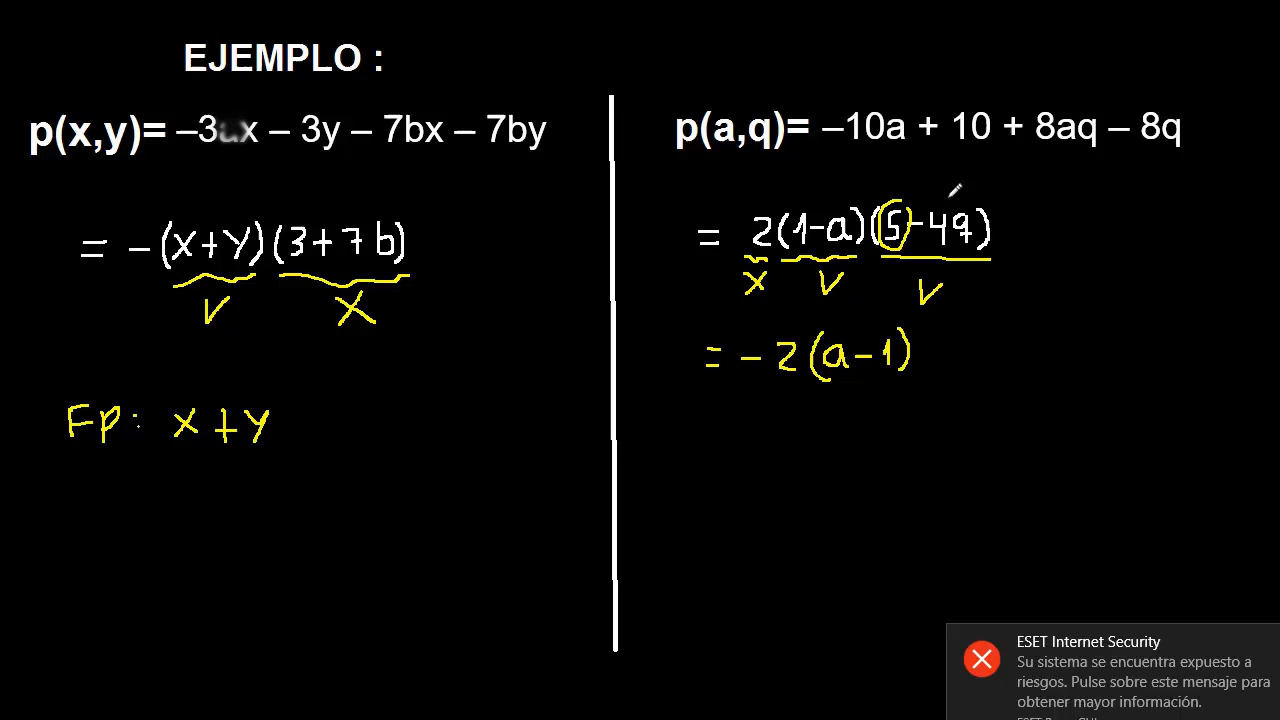 EJEMPLO :
p(x,y)= –3x – 3y – 7bx – 7by
= -(x+y)(3+7b)
V X
Fp: x+y
p(a,q)= –10a + 10 + 8aq – 8q
= 2(1-a)(5-4q)
x V V
= -2(a-1)
ESET Internet Security
Su sistema se encuentra expuesto a
riesgos. Pulse sobre este mensaje para
obtener mayor información.